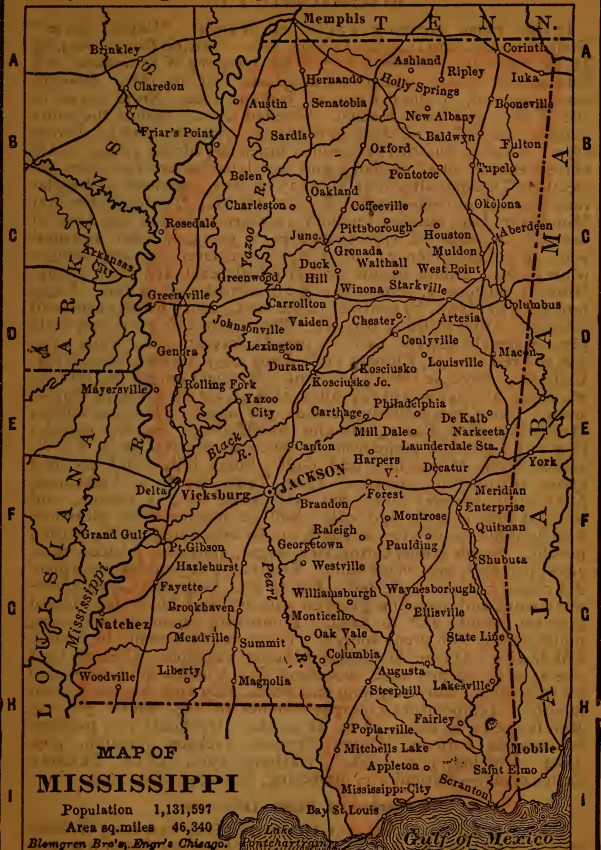 Memphis
T E N N.
A
A
Brinkley
Ashland
Corinth
Hernando
Holly Springs
Ripley
Iuka
Claredon
Austin
Senatobia
Booneville
New Albany
B
B
Friar's Point
Sardis
Oxford
Baldwyn
Fulton
Belen
Pontotoc
Tupelo
Oakland
Charleston
Coffeeville
Okolona
Rosedale
Pittsborough
Houston
Aberdeen
C
C
Junc.
Gronada
Muldon
Yazoo
R.
Arkansas
City
Duck
Hill
Walthall
West Point
Greenwood
Winona
Starkville
Greenville
Carrollton
Columbus
Johnsonville
Vaiden
Chester
Artesia
D
D
Cenlyville
Lexington
Genora
Durant
Kosciusko
Louisville
Macon
Kosciusko Jc.
Mayersville
Rolling Fork
Yazoo
City
Carthage
Philadelphia
De Kalb
E
E
Mill Dale
Narkeeta
Black
R.
Canton
Launderdale Sta.
Harpers
V.
Decatur
York
Delta
Vicksburg
JACKSON
Forest
Meridian
Brandon
Enterprise
F
F
Montrose
Raleigh
Quitman
Grand Gulf
Georgetown
Paulding
Pt.Gibson
Hazlehurst
Westville
Shubuta
Fayette
Williamsburgh
Waynesborough
G
G
Brookhaven
Monticello
Ellisville
Natchez
Mcadville
Oak Vale
State Line
Summit
Columbia
Pearl
R.
Woodville
Liberty
Augusta
Magnolia
Steephill
Lakesville
H
H
Fairley
Poplarville
Mitchells Lake
Mobile
Appleton
Saint Elmo
Mississippi City
Scranton
I
I
Bay St. Louis
Lake
Pontchartrain
Gulf of Mexico
ARKANSAS
LOUISIANA
Mississippi
R
ALABAMA
MAP OF
MISSISSIPPI
Population 1,131,597
Area sq.miles 46,340
Blomgren Bro's, Engr's Chicago.